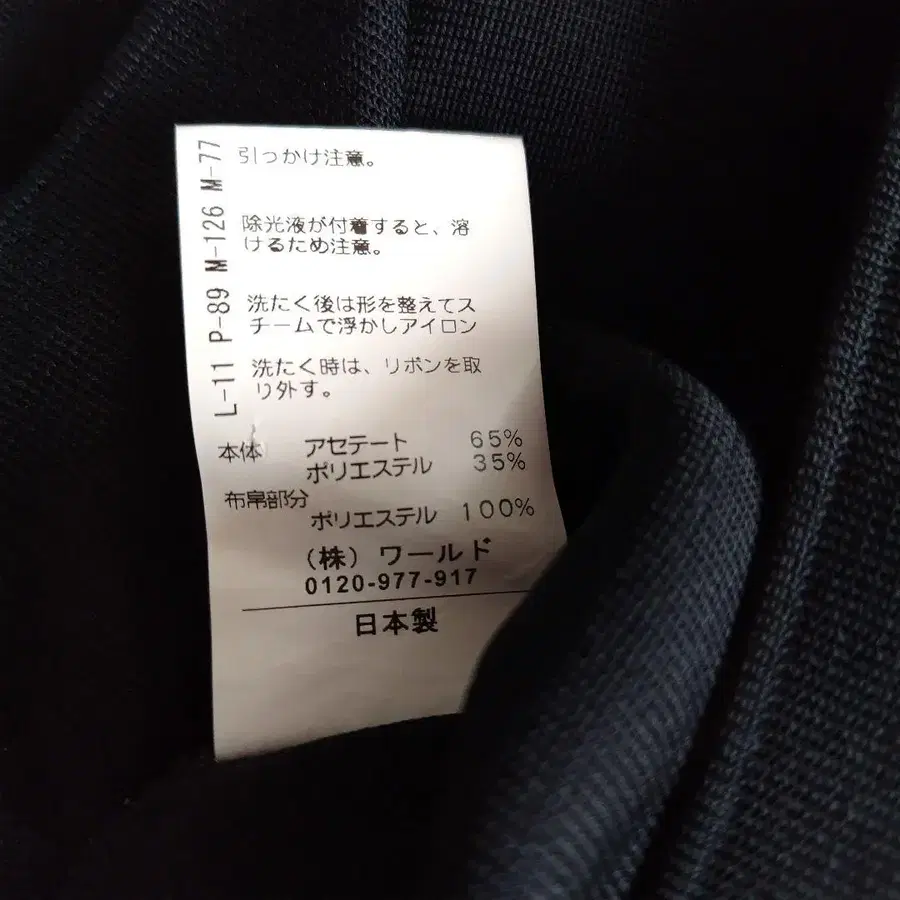 L-11 P-89 M-126 M-77
引っかけ注意。
除光液が付着すると、溶
けるため注意。
洗たく後は形を整えてス
チームで浮かしアイロン
洗たく時は、リボンを取
り外す。
本体 アセテート 65%
ポリエステル 35%
布帛部分
ポリエステル 100%
(株) ワールド
0120-977-917
日本製